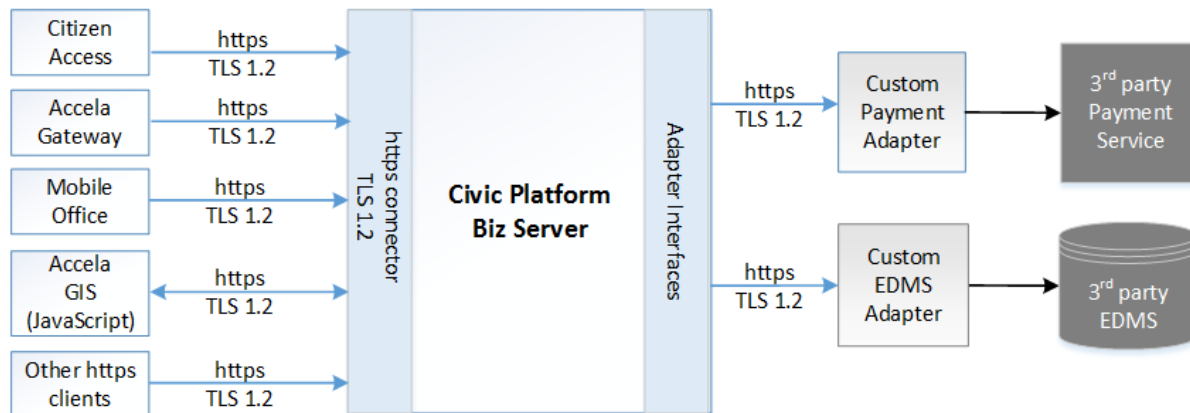 Citizen
Access
https
TLS 1.2
Accela
Gateway
https
TLS 1.2
Mobile
Office
https
TLS 1.2
Accela
GIS
(JavaScript)
https
TLS 1.2
Other https
clients
https
TLS 1.2
https connector
TLS 1.2
Civic Platform
Biz Server
Adapter Interfaces
https
TLS 1.2
Custom
Payment
Adapter
3rd party
Payment
Service
https
TLS 1.2
Custom
EDMS
Adapter
3rd party
EDMS